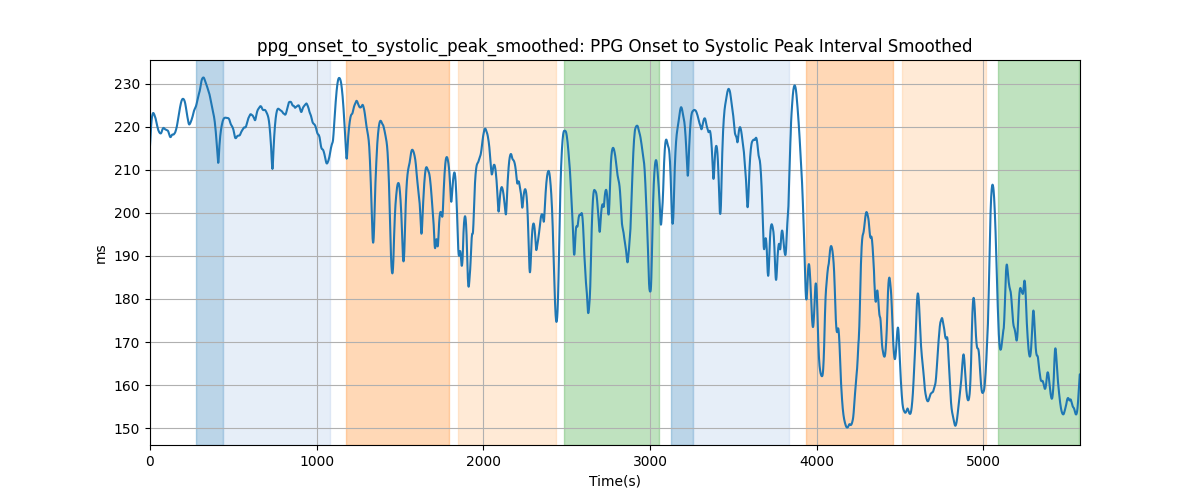 ppg_onset_to_systolic_peak_smoothed: PPG Onset to Systolic Peak Interval Smoothed
230
220
210
200
190
180
170
160
150
ms
0 1000 2000 3000 4000 5000
Time(s)